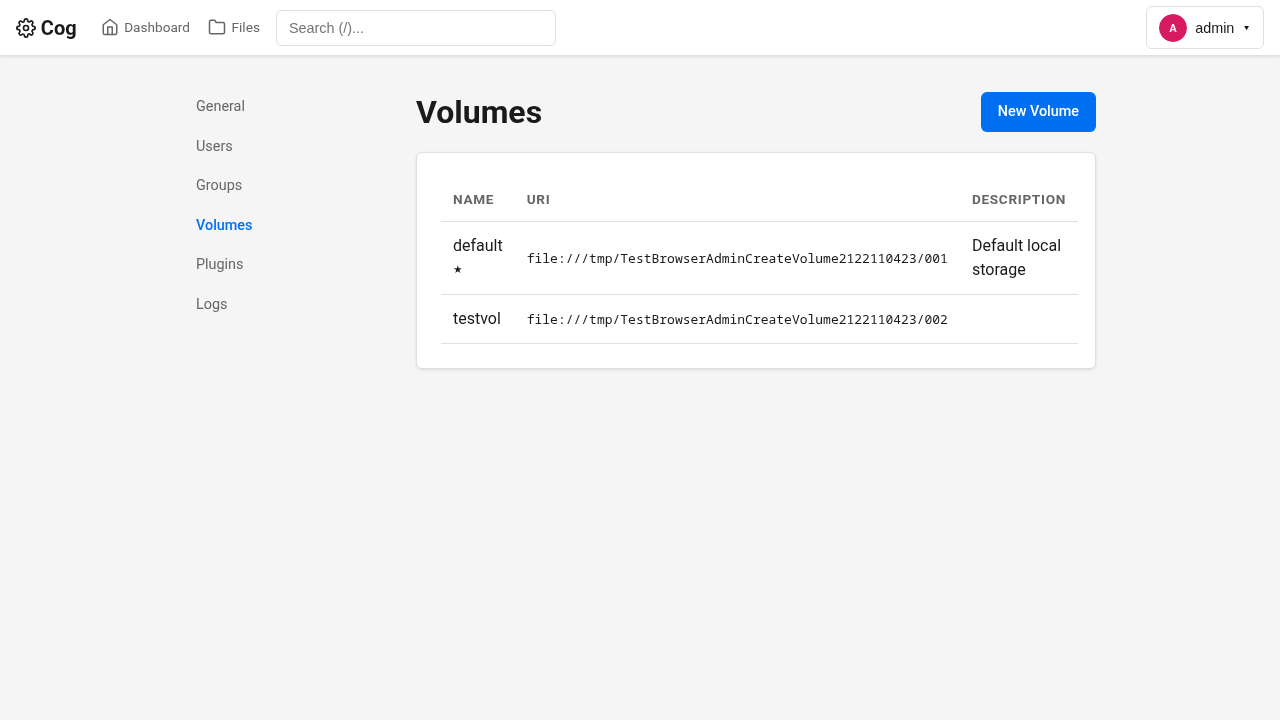 Cog
Dashboard
Files
Search (/)...
A
admin ▾
General
Users
Groups
Volumes
Plugins
Logs
Volumes
New Volume
NAME URI DESCRIPTION
default ★ file:///tmp/TestBrowserAdminCreateVolume2122110423/001 Default local storage
testvol file:///tmp/TestBrowserAdminCreateVolume2122110423/002